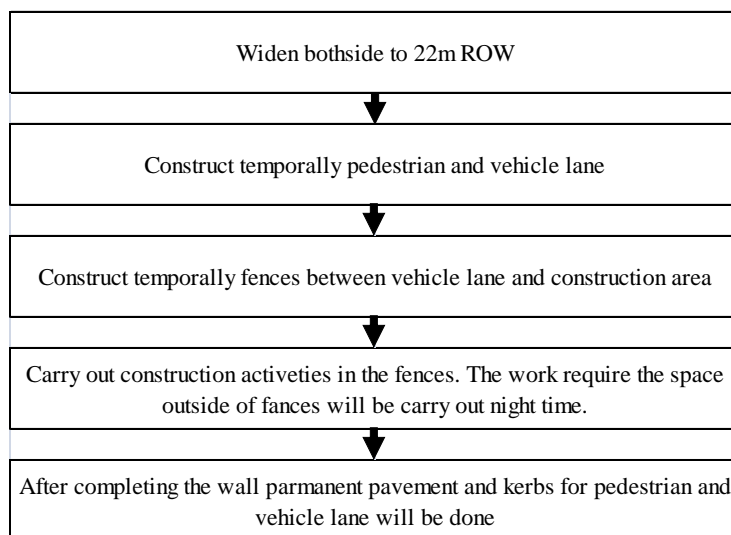 Widen bothside to 22m ROW
Construct temporally pedestrian and vehicle lane
Construct temporally fences between vehicle lane and construction area
Carry out construction activeties in the fences. The work require the space
outside of fances will be carry out night time.
After completing the wall parmanent pavement and kerbs for pedestrian and
vehicle lane will be done